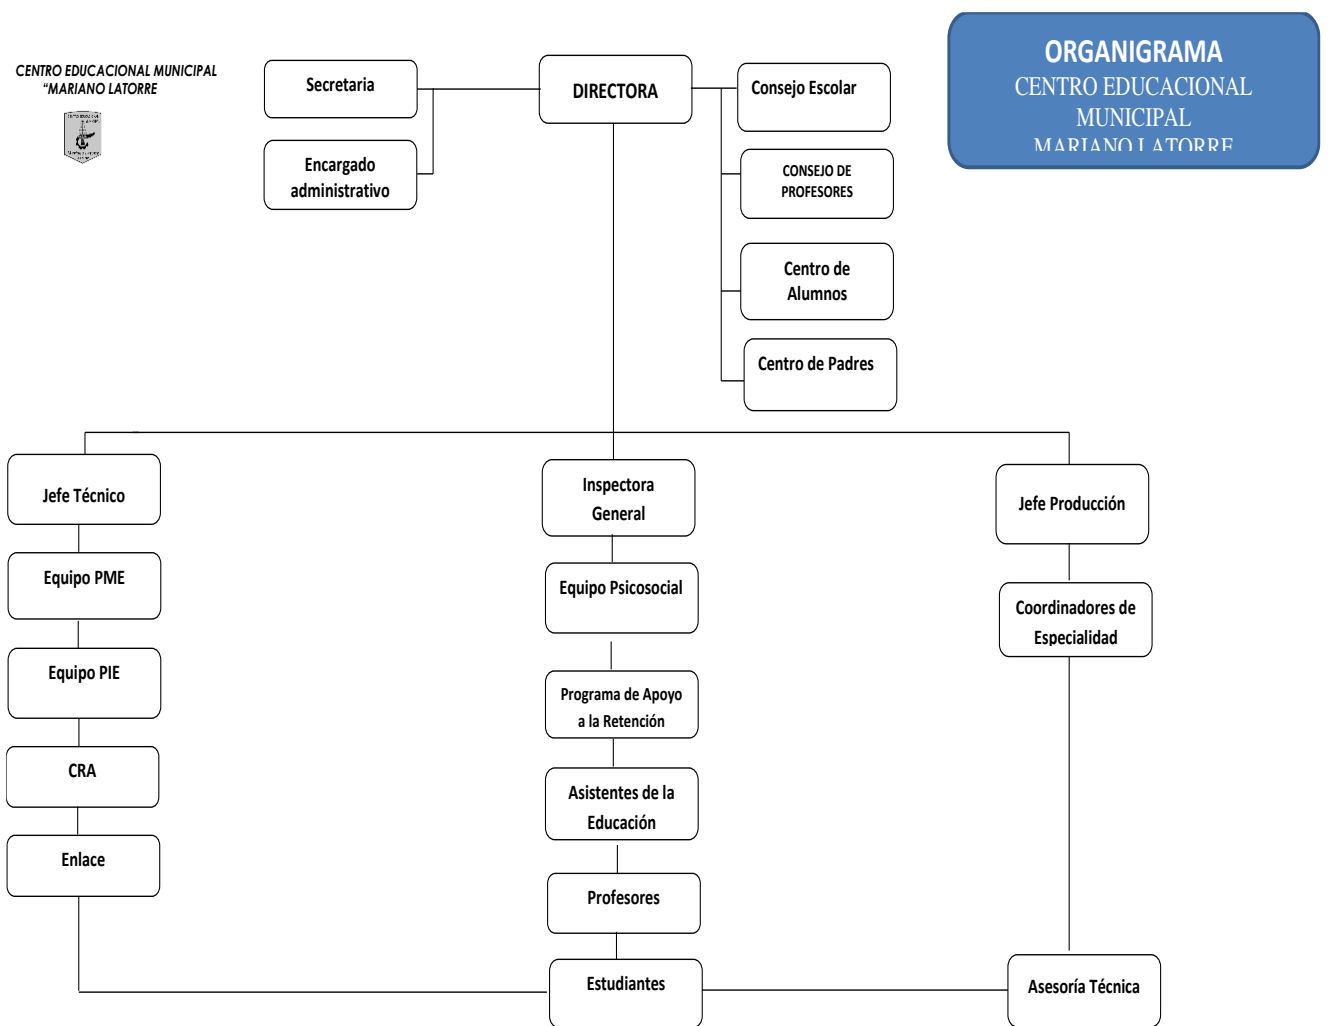 CENTRO EDUCACIONAL MUNICIPAL
“MARIANO LATORRE
ORGANIGRAMA
CENTRO EDUCACIONAL
MUNICIPAL
MARIANO LATORRE
Secretaria
DIRECTORA
Consejo Escolar
Encargado
administrativo
CONSEJO DE
PROFESORES
Centro de
Alumnos
Centro de Padres
Jefe Técnico
Inspectora
General
Jefe Producción
Equipo PME
Equipo Psicosocial
Coordinadores de
Especialidad
Equipo PIE
Programa de Apoyo
a la Retención
CRA
Asistentes de la
Educación
Enlace
Profesores
Estudiantes
Asesoría Técnica